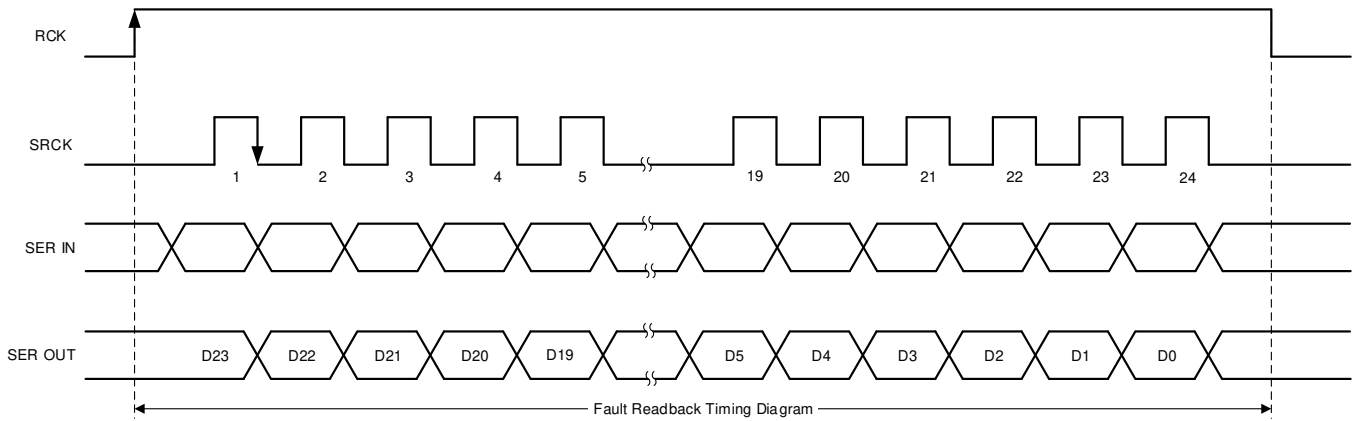 RCK
SRCK
1 2 3 4 5 19 20 21 22 23 24
SER IN
SER OUT D23 D22 D21 D20 D19 D5 D4 D3 D2 D1 D0
Fault Readback Timing Diagram